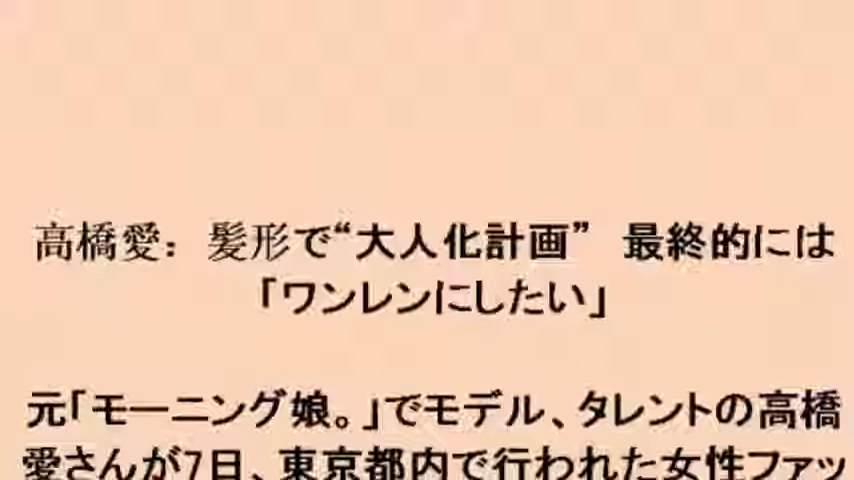 高橋愛：髪形で“大人化計画”　最終的には
「ワンレンにしたい」
元「モーニング娘。」でモデル、タレントの高橋
愛さんが7日、東京都内で行われた女性ファッ